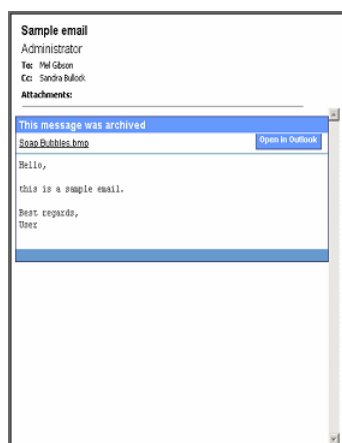 Sample email
Administrator
To: Mel Gibson
Cc: Sandra Bullock
Attachments:
This message was archived
Soap Bubbles.bmp
Open in Outlook
Hello,
this is a sample email.
Best regards,
User